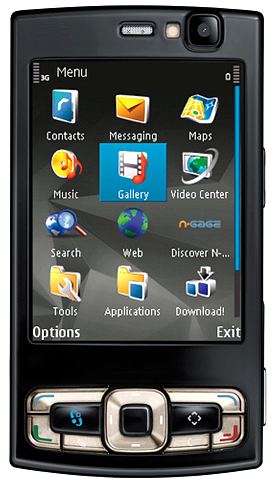 3G Menu
Contacts Messaging Maps
Music Gallery Video Center
n-gage
Search Web Discover N-...
Tools Applications Download!
Options Exit